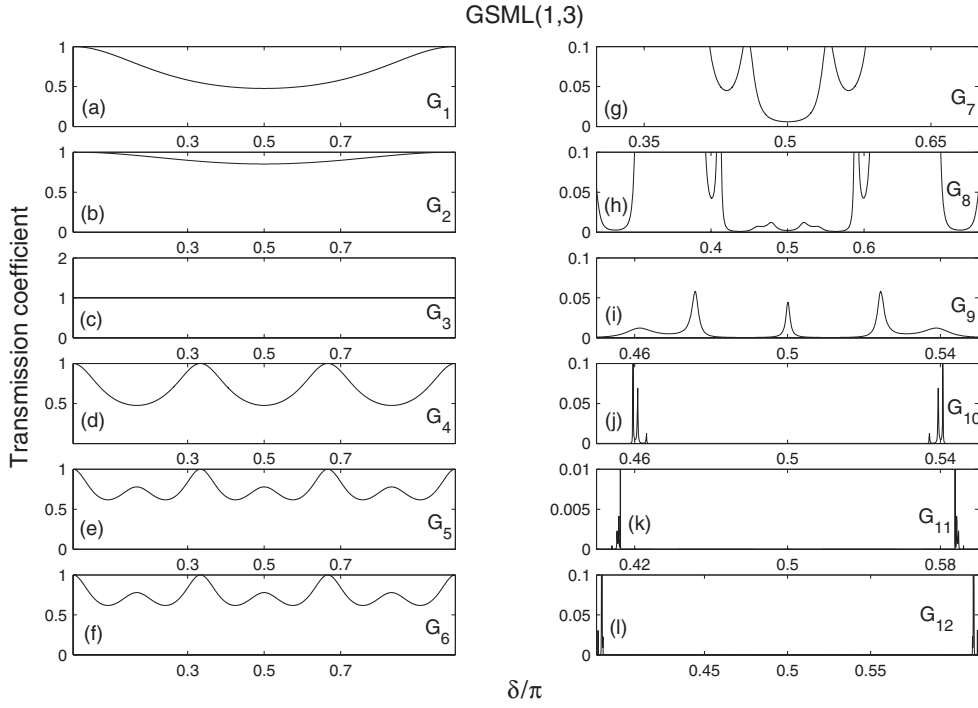 GSML(1,3)
Transmission coefficient
1
0.5
0
(a)
G1
0.3 0.5 0.7
1
0.5
0
(b)
G2
0.3 0.5 0.7
2
1
0
(c)
G3
0.3 0.5 0.7
1
0.5
(d)
G4
0.3 0.5 0.7
1
0.5
0
(e)
G5
0.3 0.5 0.7
1
0.5
0
(f)
G6
0.3 0.5 0.7
0.1
0.05
0
(g)
G7
0.35 0.5 0.65
0.1
0.05
0
(h)
G8
0.4 0.5 0.6
0.1
0.05
0
(i)
G9
0.46 0.5 0.54
0.1
0.05
0
(j)
G10
0.46 0.5 0.54
0.01
0.005
0
(k)
G11
0.42 0.5 0.58
0.1
0.05
0
(l)
G12
0.45 0.5 0.55
δ/π